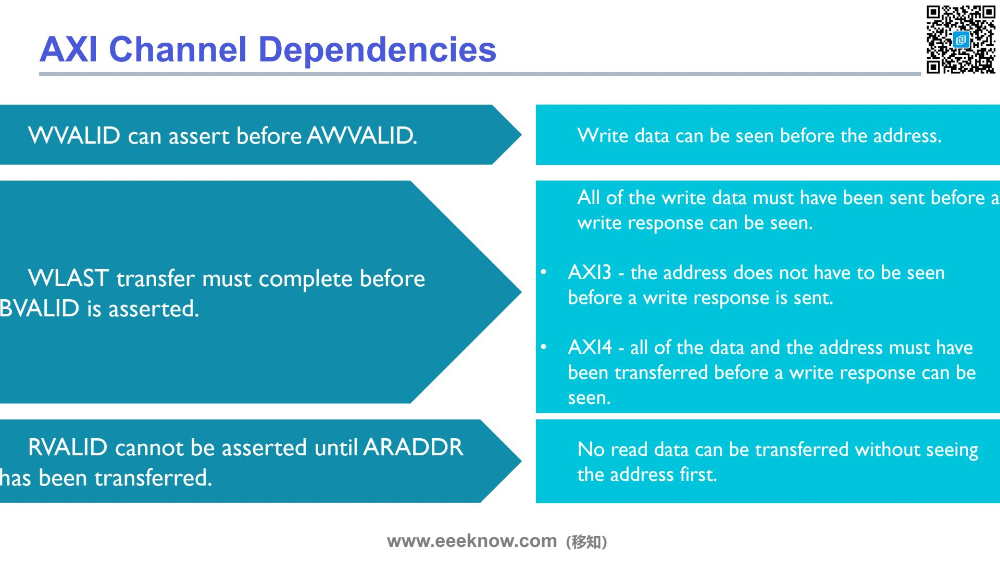 AXI Channel Dependencies
WVALID can assert before AWVALID.
Write data can be seen before the address.
WLAST transfer must complete before
BVALID is asserted.
All of the write data must have been sent before a
write response can be seen.
• AXI3 - the address does not have to be seen
before a write response is sent.
• AXI4 - all of the data and the address must have
been transferred before a write response can be
seen.
RVALID cannot be asserted until ARADDR
has been transferred.
No read data can be transferred without seeing
the address first.
www.eeeknow.com (移知)